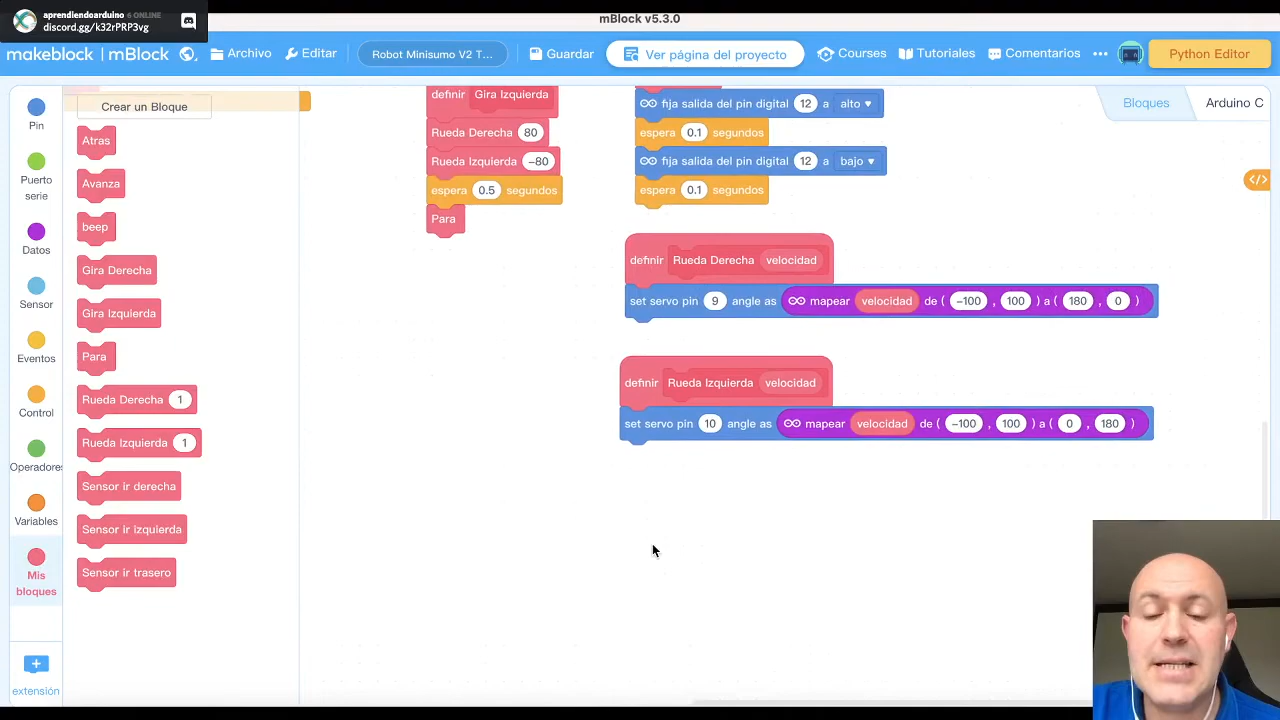 aprendiendoarduino 6 ONLINE
discord.gg/k32rPRP3vg
mBlock v5.3.0
makeblock | mBlock
Archivo
Editar
Robot Minisumo V2 T...
Guardar
Ver página del proyecto
Courses
Tutoriales
Comentarios
Python Editor
Bloques
Arduino C
Pin
Puerto
serie
Datos
Sensor
Eventos
Control
Operadores
Variables
Mis
bloques
extensión
Crear un Bloque
Atras
Avanza
beep
Gira Derecha
Gira Izquierda
Para
Rueda Derecha 1
Rueda Izquierda 1
Sensor ir derecha
Sensor ir izquierda
Sensor ir trasero
definir Gira Izquierda
Rueda Derecha 80
Rueda Izquierda -80
espera 0.5 segundos
Para
fija salida del pin digital 12 a alto
espera 0.1 segundos
fija salida del pin digital 12 a bajo
espera 0.1 segundos
definir Rueda Derecha velocidad
set servo pin 9 angle as mapear velocidad de ( -100 , 100 ) a ( 180 , 0 )
definir Rueda Izquierda velocidad
set servo pin 10 angle as mapear velocidad de ( -100 , 100 ) a ( 0 , 180 )